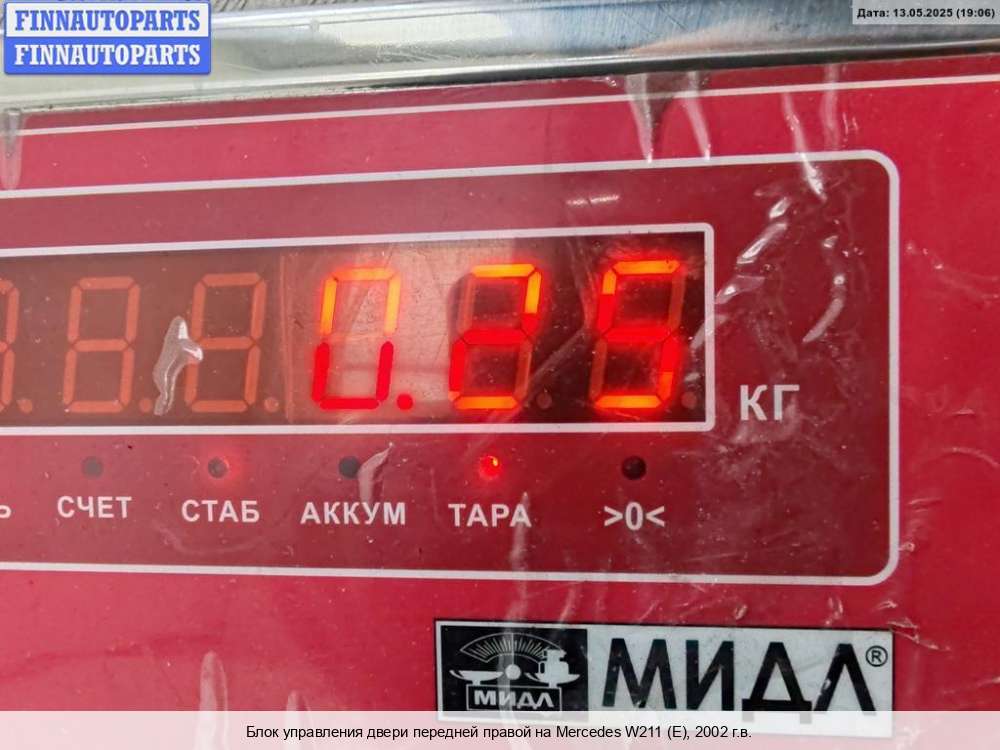 FINNAUTOPARTS
FINNAUTOPARTS
Дата: 13.05.2025 (19:06)
0.25
КГ
СЧЕТ СТАБ АККУМ ТАРА >0<
МИДЛ МИДЛ®
Блок управления двери передней правой на Mercedes W211 (E), 2002 г.в.